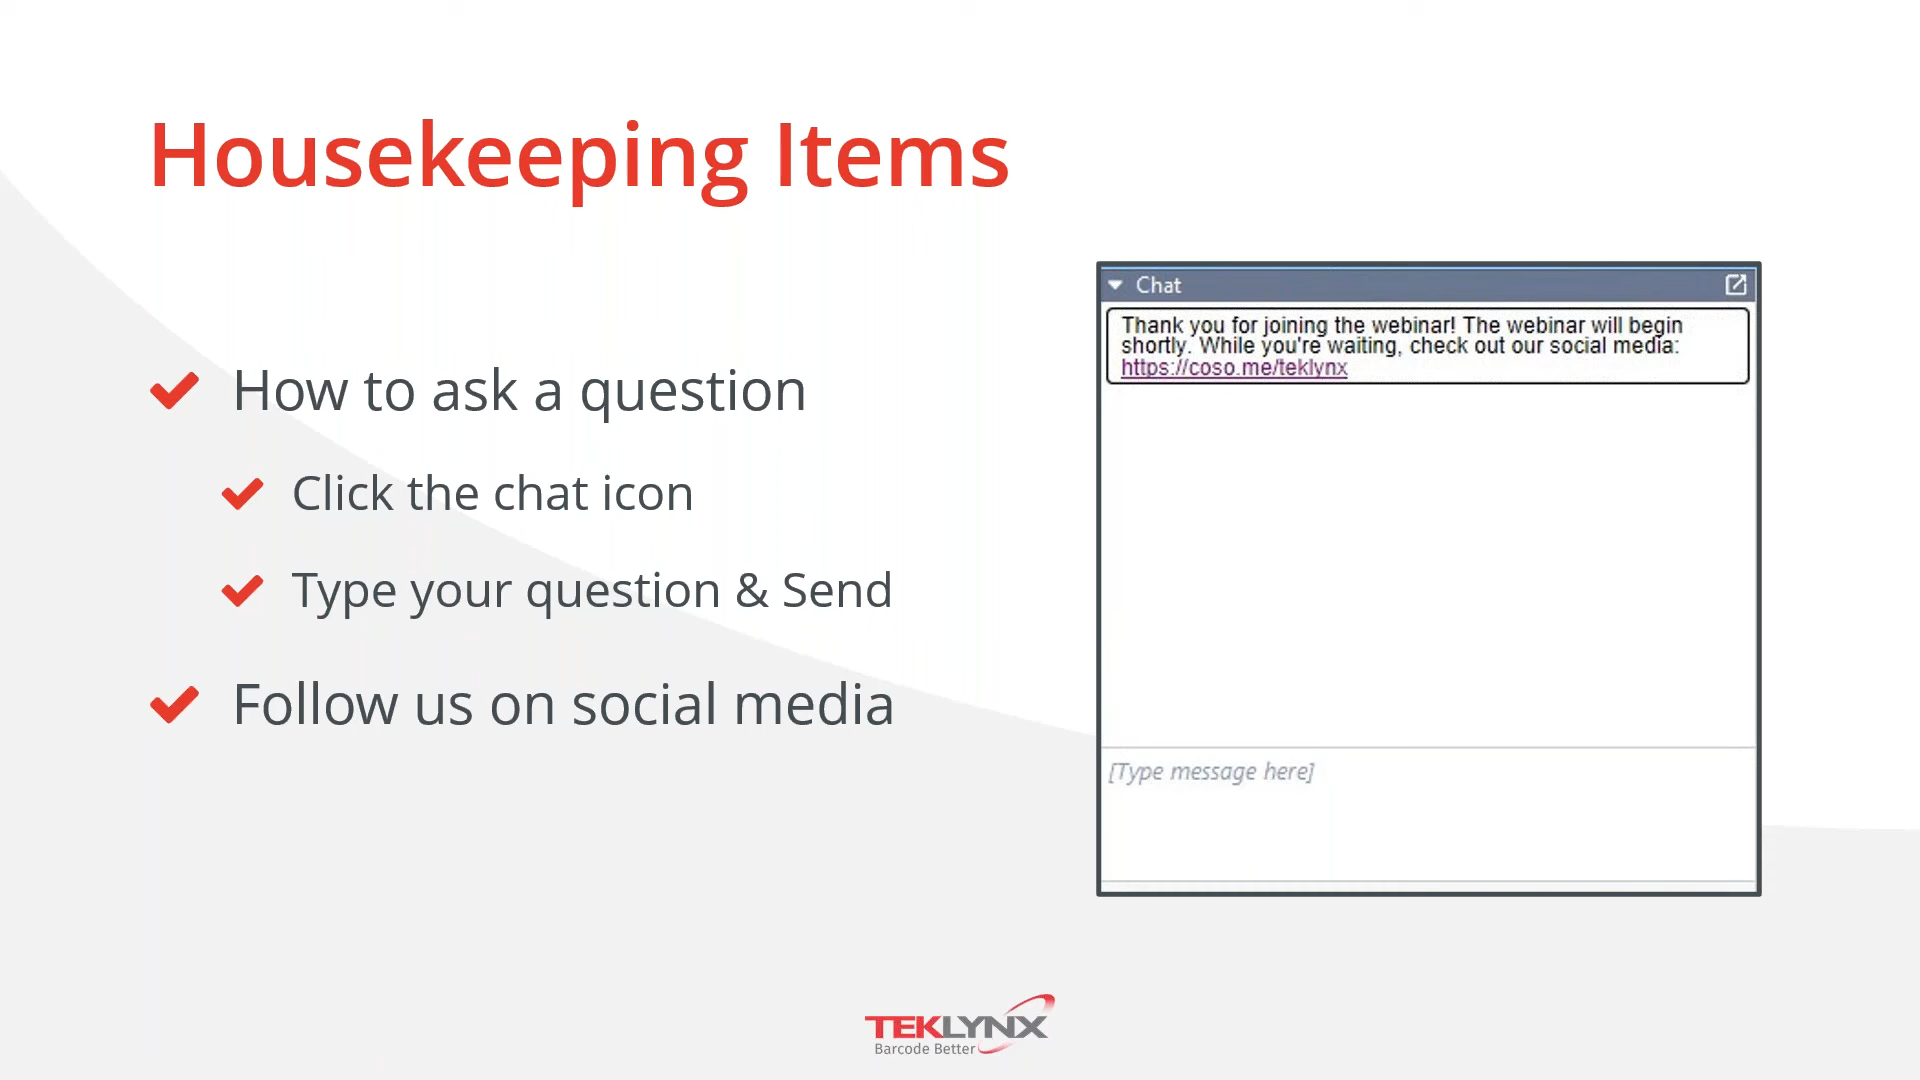 Housekeeping Items
How to ask a question
Click the chat icon
Type your question & Send
Follow us on social media
Chat
Thank you for joining the webinar! The webinar will begin
shortly. While you're waiting, check out our social media:
https://coso.me/teklynx
[Type message here]
TEKLYNX
Barcode Better